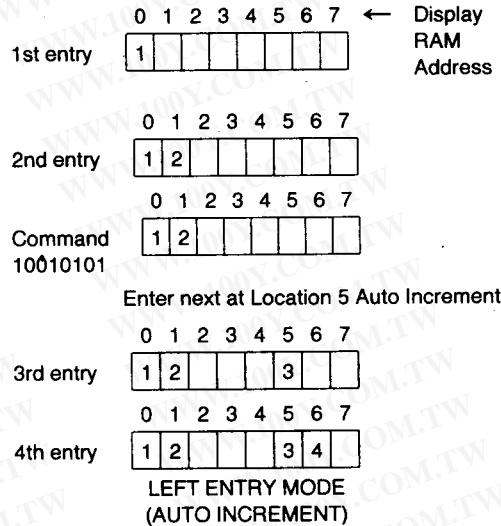 0 1 2 3 4 5 6 7 ← Display
RAM
Address
1st entry 1
0 1 2 3 4 5 6 7
2nd entry 1 2
0 1 2 3 4 5 6 7
1 2
Command
10010101
Enter next at Location 5 Auto Increment
0 1 2 3 4 5 6 7
3rd entry 1 2 3
0 1 2 3 4 5 6 7
4th entry 1 2 3 4
LEFT ENTRY MODE
(AUTO INCREMENT)
WWW.100Y.COM.TW